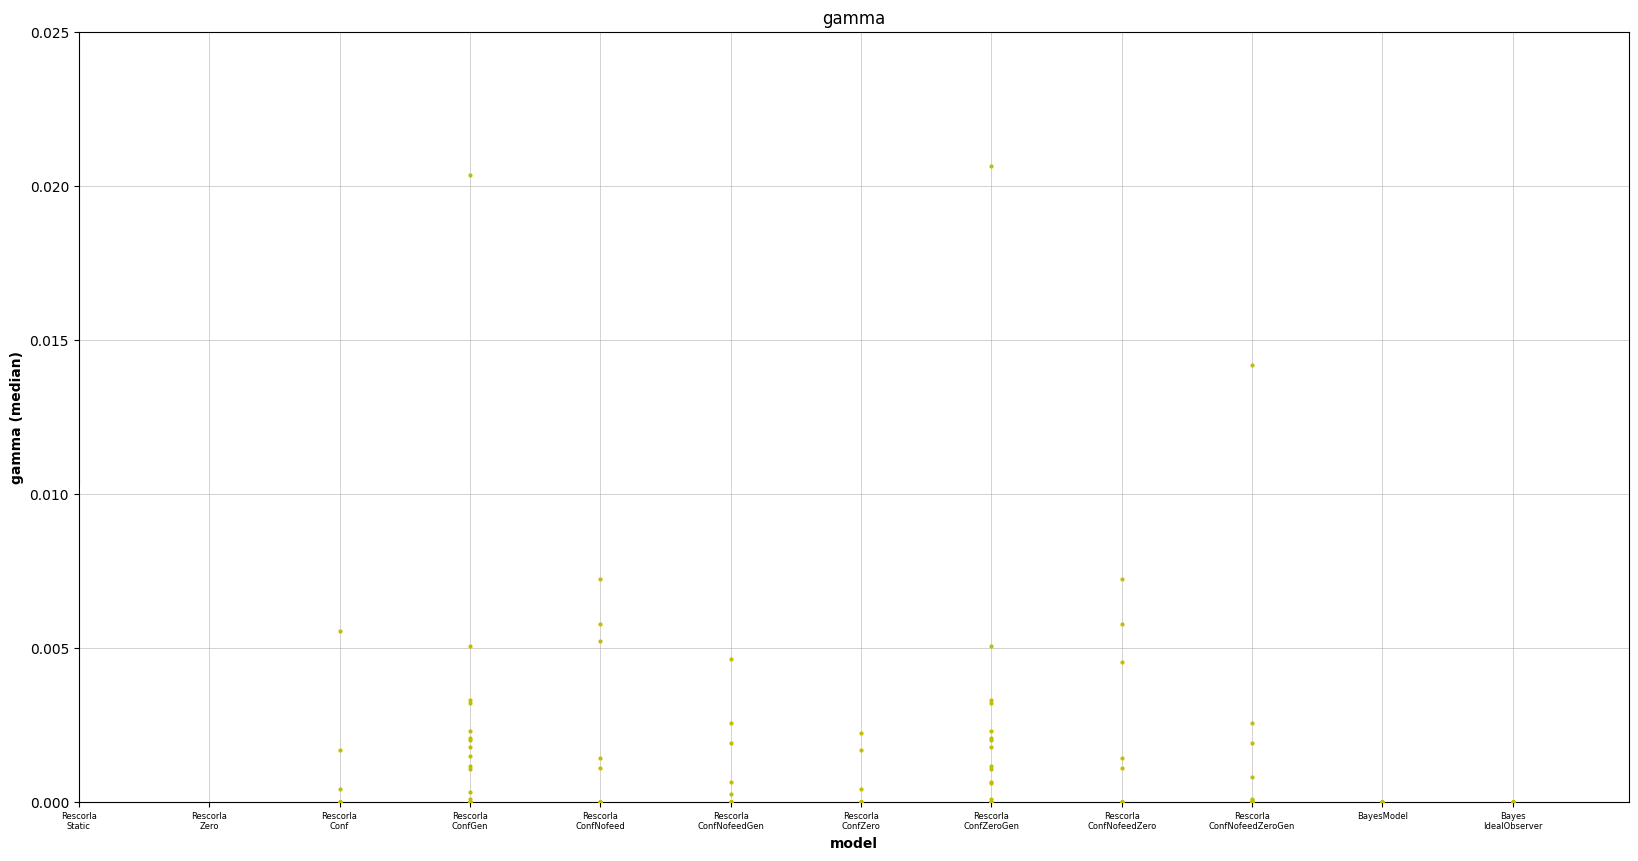 gamma
0.025
0.020
0.015
0.010
0.005
0.000
gamma (median)
Rescorla
Static
Rescorla
Zero
Rescorla
Conf
Rescorla
ConfGen
Rescorla
ConfNofeed
Rescorla
ConfNofeedGen
Rescorla
ConfZero
Rescorla
ConfZeroGen
Rescorla
ConfNofeedZero
Rescorla
ConfNofeedZeroGen
BayesModel
Bayes
IdealObserver
model